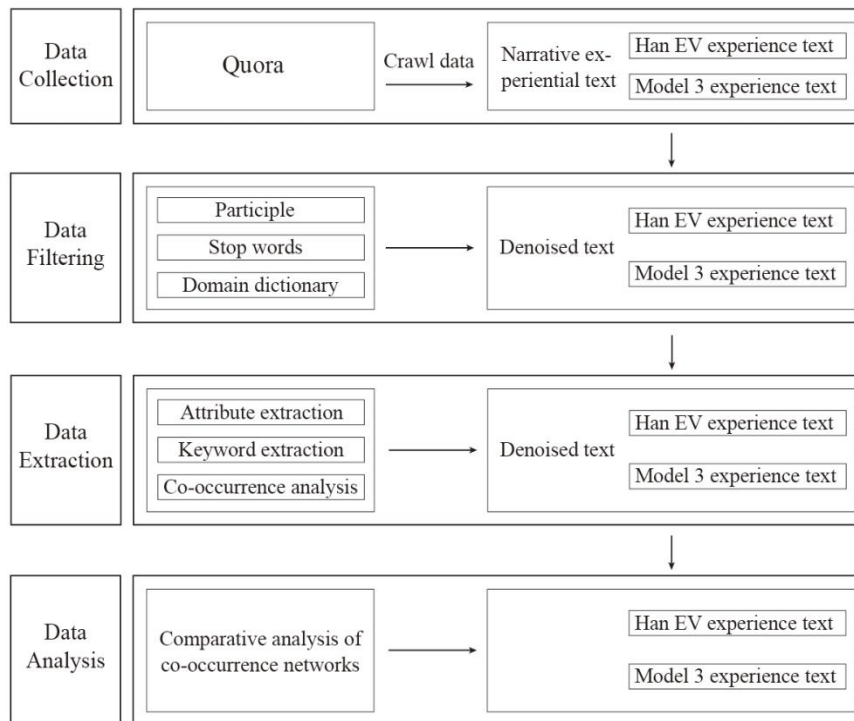 Data
Collection
Quora
Crawl data
Narrative ex-
periential text
Han EV experience text
Model 3 experience text
Data
Filtering
Participle
Stop words
Domain dictionary
Denoised text
Han EV experience text
Model 3 experience text
Data
Extraction
Attribute extraction
Keyword extraction
Co-occurrence analysis
Denoised text
Han EV experience text
Model 3 experience text
Data
Analysis
Comparative analysis of
co-occurrence networks
Han EV experience text
Model 3 experience text